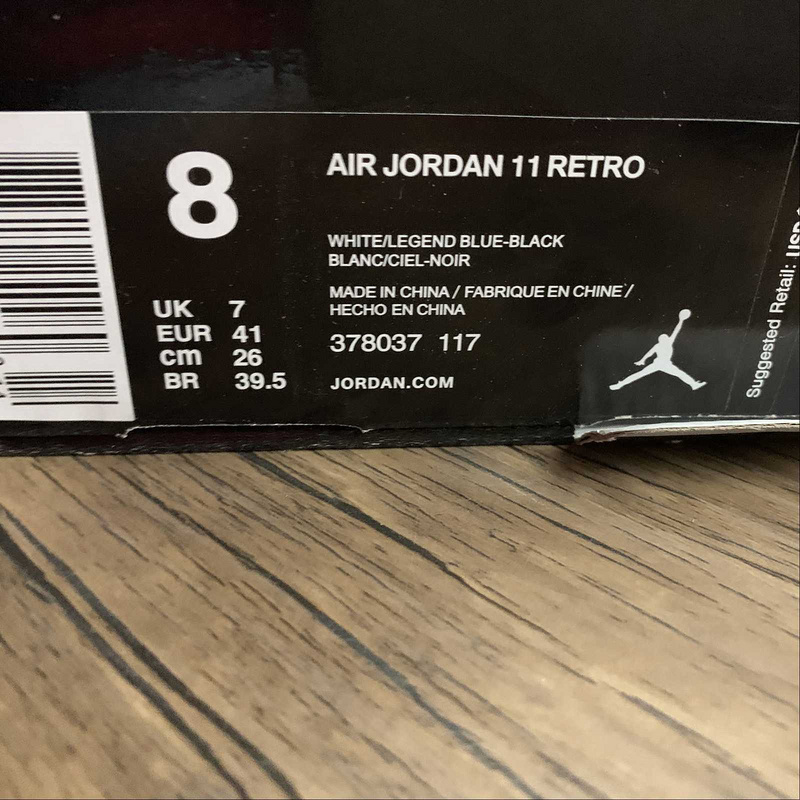 8
UK 7
EUR 41
cm 26
BR 39.5
AIR JORDAN 11 RETRO
WHITE/LEGEND BLUE-BLACK
BLANC/CIEL-NOIR
MADE IN CHINA / FABRIQUE EN CHINE /
HECHO EN CHINA
378037 117
JORDAN.COM
Suggested Retail: USD